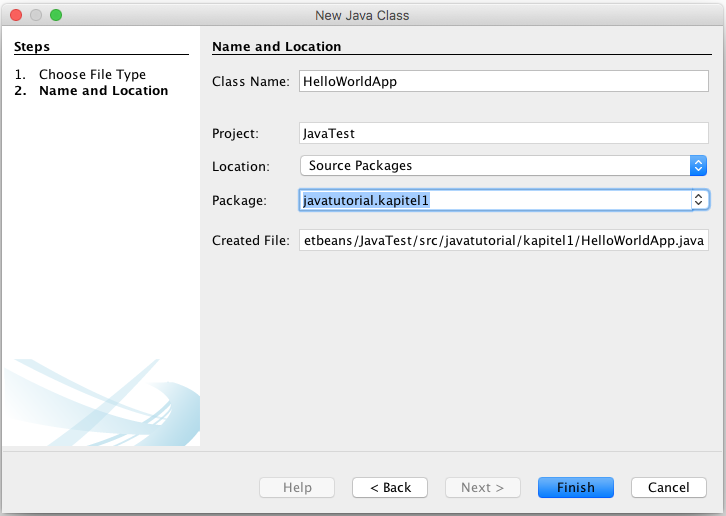 New Java Class
Steps
1. Choose File Type
2. Name and Location
Name and Location
Class Name: HelloWorldApp
Project: JavaTest
Location: Source Packages
Package: javatutorial.kapitel1
Created File: etbeans/JavaTest/src/javatutorial/kapitel1/HelloWorldApp.java
Help < Back Next > Finish Cancel